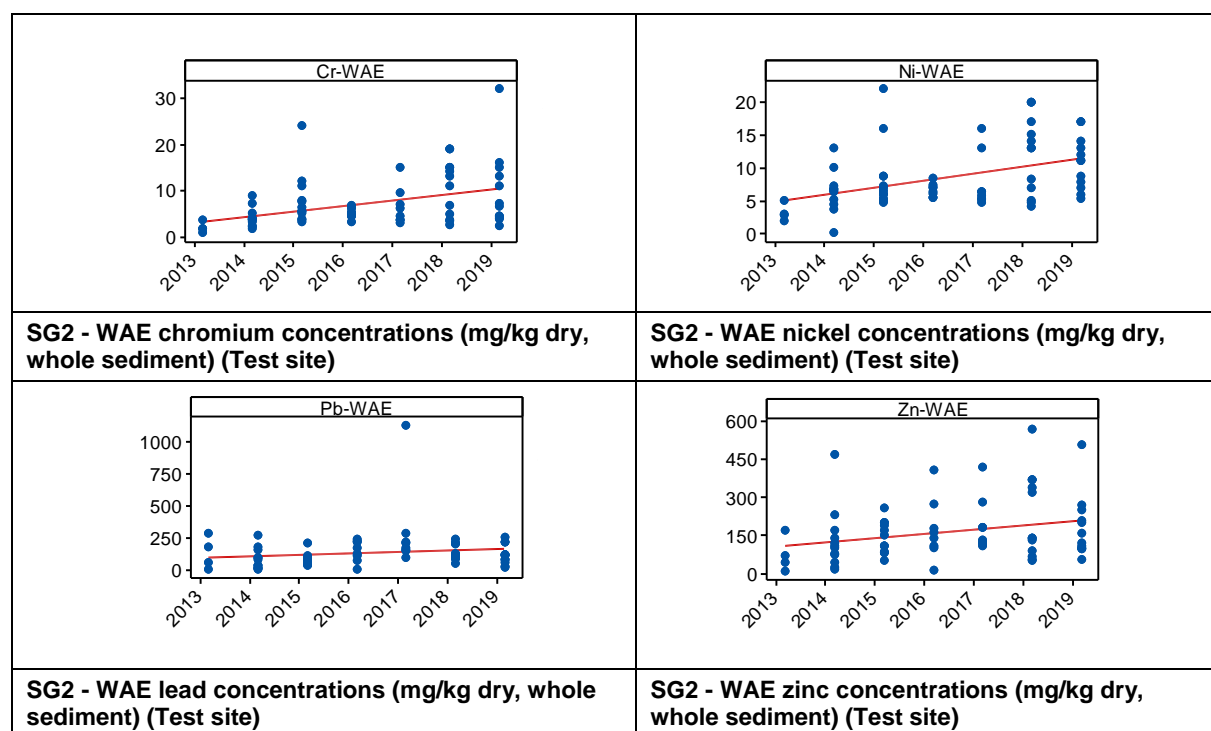 Cr-WAE
30
20
10
0
2013 2014 2015 2016 2017 2018 2019
SG2 - WAE chromium concentrations (mg/kg dry,
whole sediment) (Test site)
Ni-WAE
20
15
10
5
0
2013 2014 2015 2016 2017 2018 2019
SG2 - WAE nickel concentrations (mg/kg dry,
whole sediment) (Test site)
Pb-WAE
1000
750
500
250
0
2013 2014 2015 2016 2017 2018 2019
SG2 - WAE lead concentrations (mg/kg dry, whole
sediment) (Test site)
Zn-WAE
600
450
300
150
0
2013 2014 2015 2016 2017 2018 2019
SG2 - WAE zinc concentrations (mg/kg dry,
whole sediment) (Test site)